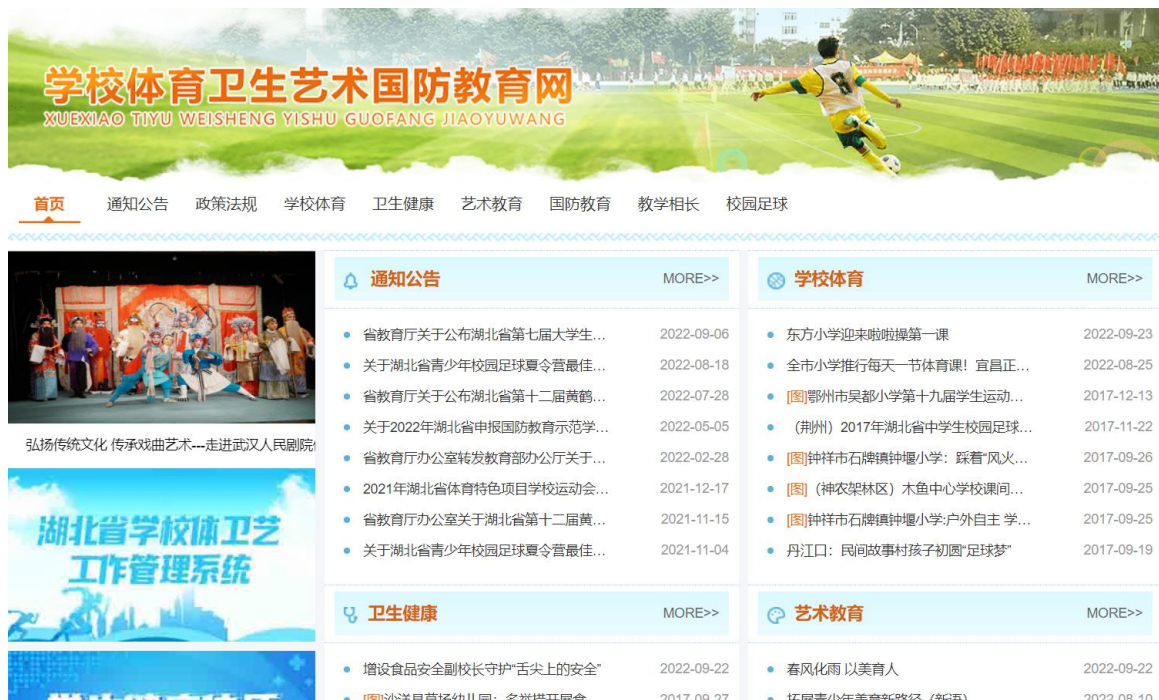 学校体育卫生艺术国防教育网
XUEXIAO TIYU WEISHENG YISHU GUOFANG JIAOYUWANG
首页 通知公告 政策法规 学校体育 卫生健康 艺术教育 国防教育 教学相长 校园足球
弘扬传统文化 传承戏曲艺术---走进武汉人民剧院
湖北省学校体卫艺
工作管理系统
通知公告 MORE>>
省教育厅关于公布湖北省第七届大学生... 2022-09-06
关于湖北省青少年校园足球夏令营最佳... 2022-08-18
省教育厅关于公布湖北省第十二届黄鹤... 2022-07-28
关于2022年湖北省申报国防教育示范学... 2022-05-05
省教育厅办公室转发教育部办公厅关于... 2022-02-28
2021年湖北省体育特色项目学校运动会... 2021-12-17
省教育厅办公室关于湖北省第十二届黄... 2021-11-15
关于湖北省青少年校园足球夏令营最佳... 2021-11-04
学校体育 MORE>>
东方小学迎来啦啦操第一课 2022-09-23
全市小学推行每天一节体育课！宜昌正... 2022-08-25
[图]鄂州市吴都小学第十九届学生运动... 2017-12-13
（荆州）2017年湖北省中学生校园足球... 2017-11-22
[图]钟祥市石牌镇钟堰小学：踩着“风火... 2017-09-26
[图]（神农架林区）木鱼中心学校课间... 2017-09-25
[图]钟祥市石牌镇钟堰小学:户外自主 学... 2017-09-25
丹江口：民间故事村孩子初圆“足球梦” 2017-09-19
卫生健康 MORE>>
增设食品安全副校长守护“舌尖上的安全” 2022-09-22
艺术教育 MORE>>
春风化雨 以美育人 2022-09-22